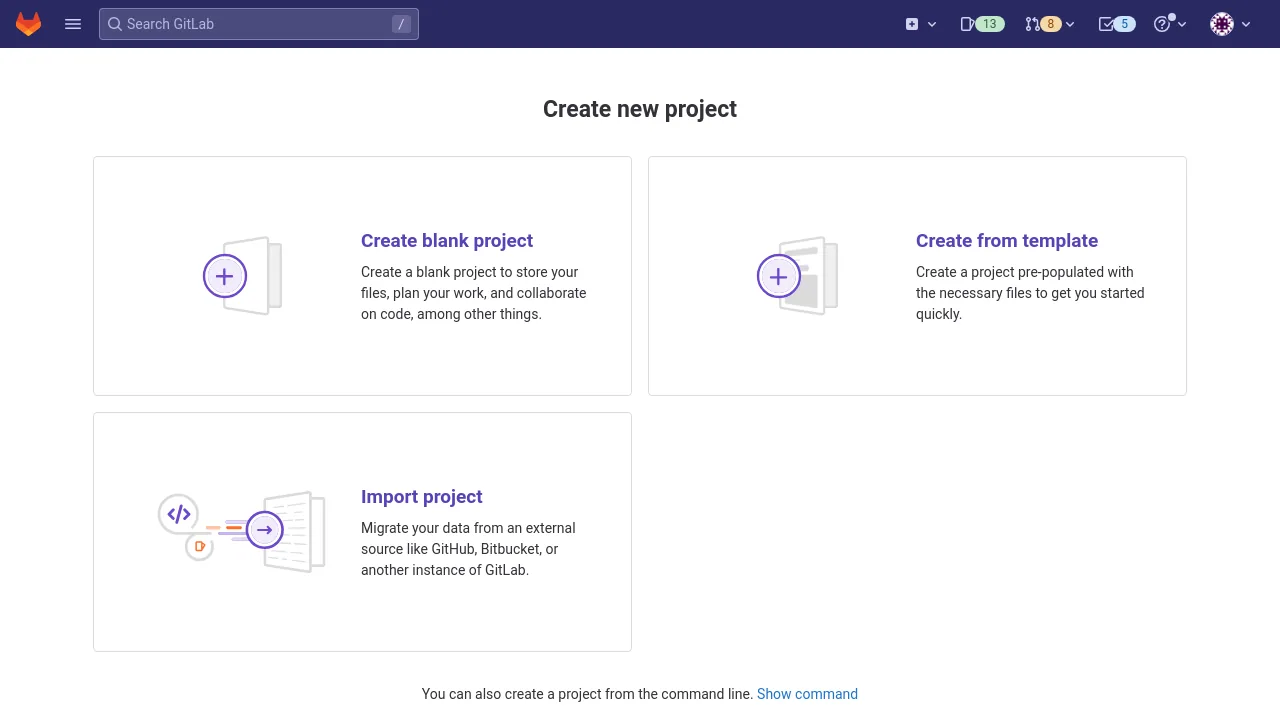 Search GitLab /
13
8
5
Create new project
Create blank project
Create a blank project to store your
files, plan your work, and collaborate
on code, among other things.
Create from template
Create a project pre-populated with
the necessary files to get you started
quickly.
Import project
Migrate your data from an external
source like GitHub, Bitbucket, or
another instance of GitLab.
You can also create a project from the command line. Show command